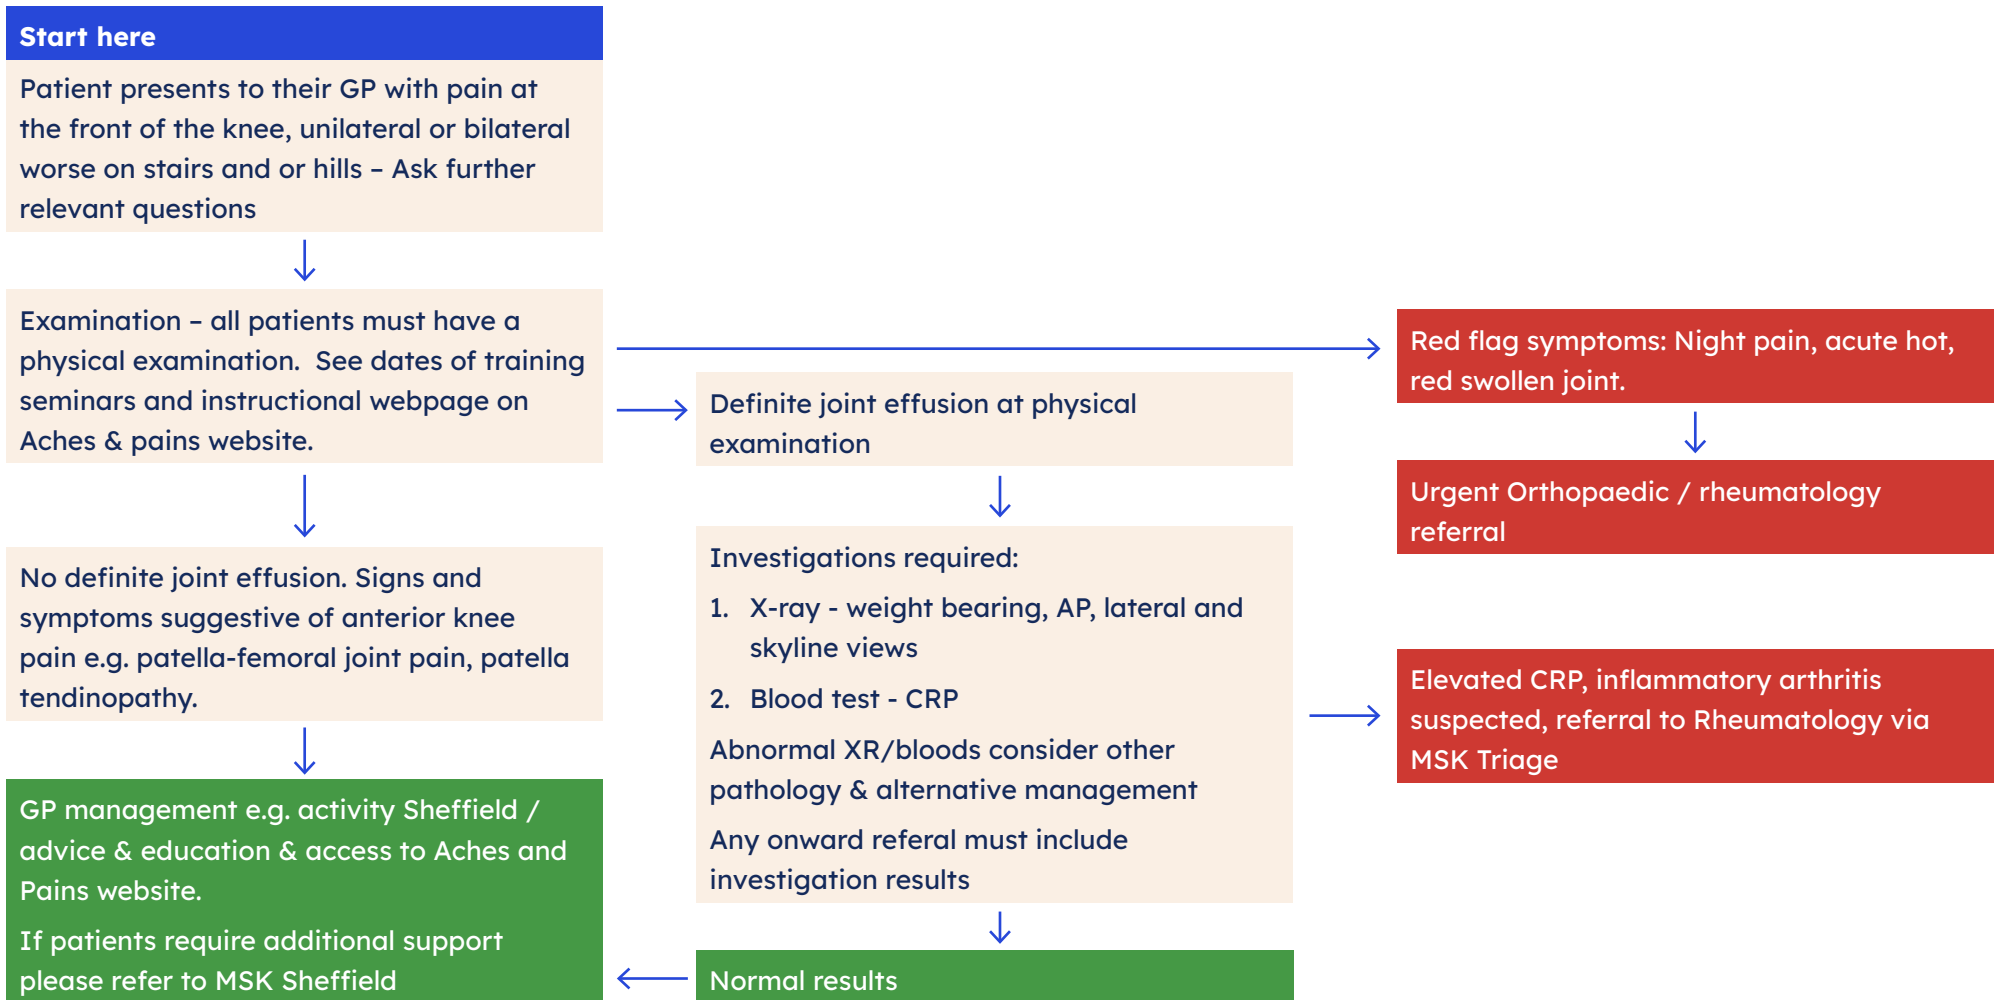 Start here
Patient presents to their GP with pain at
the front of the knee, unilateral or bilateral
worse on stairs and or hills – Ask further
relevant questions
Examination – all patients must have a
physical examination.  See dates of training
seminars and instructional webpage on
Aches & pains website.
No definite joint effusion. Signs and
symptoms suggestive of anterior knee
pain e.g. patella-femoral joint pain, patella
tendinopathy.
GP management e.g. activity Sheffield /
advice & education & access to Aches and
Pains website.
If patients require additional support
please refer to MSK Sheffield
Definite joint effusion at physical
examination
Investigations required:
1. X-ray - weight bearing, AP, lateral and
skyline views
2. Blood test - CRP
Abnormal XR/bloods consider other
pathology & alternative management
Any onward referal must include
investigation results
Normal results
Red flag symptoms: Night pain, acute hot,
red swollen joint.
Urgent Orthopaedic / rheumatology
referral
Elevated CRP, inflammatory arthritis
suspected, referral to Rheumatology via
MSK Triage